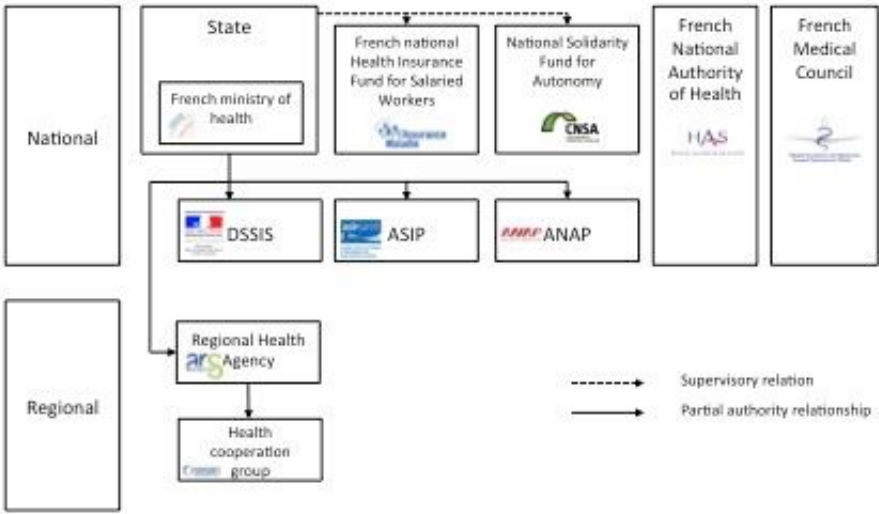 State
French ministry of
health
French national
Health Insurance
Fund for Salaried
Workers
National Solidarity
Fund for
Autonomy
CNSA
French
National
Authority
of Health
HAS
French
Medical
Council
National
DSSIS
ASIP
ANAP
Regional Health
Agency
ars
Regional
Health
cooperation
group
Supervisory relation
Partial authority relationship